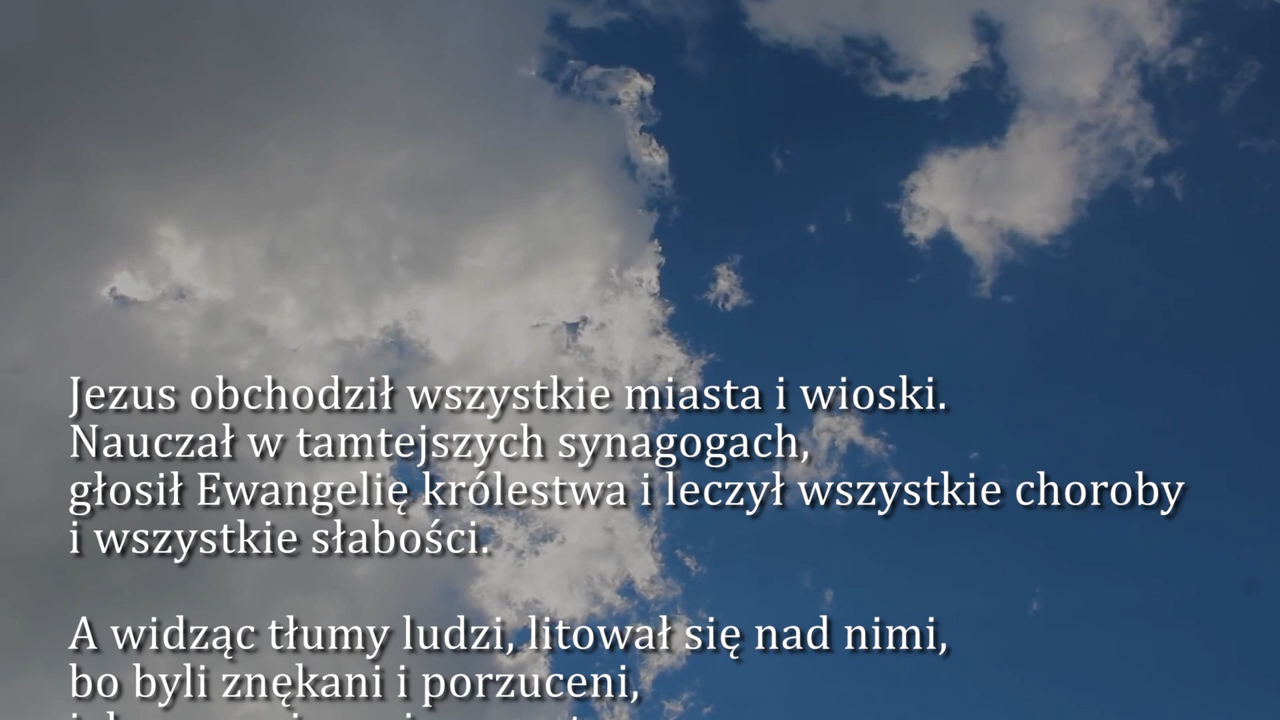 Jezus obchodził wszystkie miasta i wioski.
Nauczał w tamtejszych synagogach,
głosił Ewangelię królestwa i leczył wszystkie choroby
i wszystkie słabości.
A widząc tłumy ludzi, litował się nad nimi,
bo byli znękani i porzuceni,